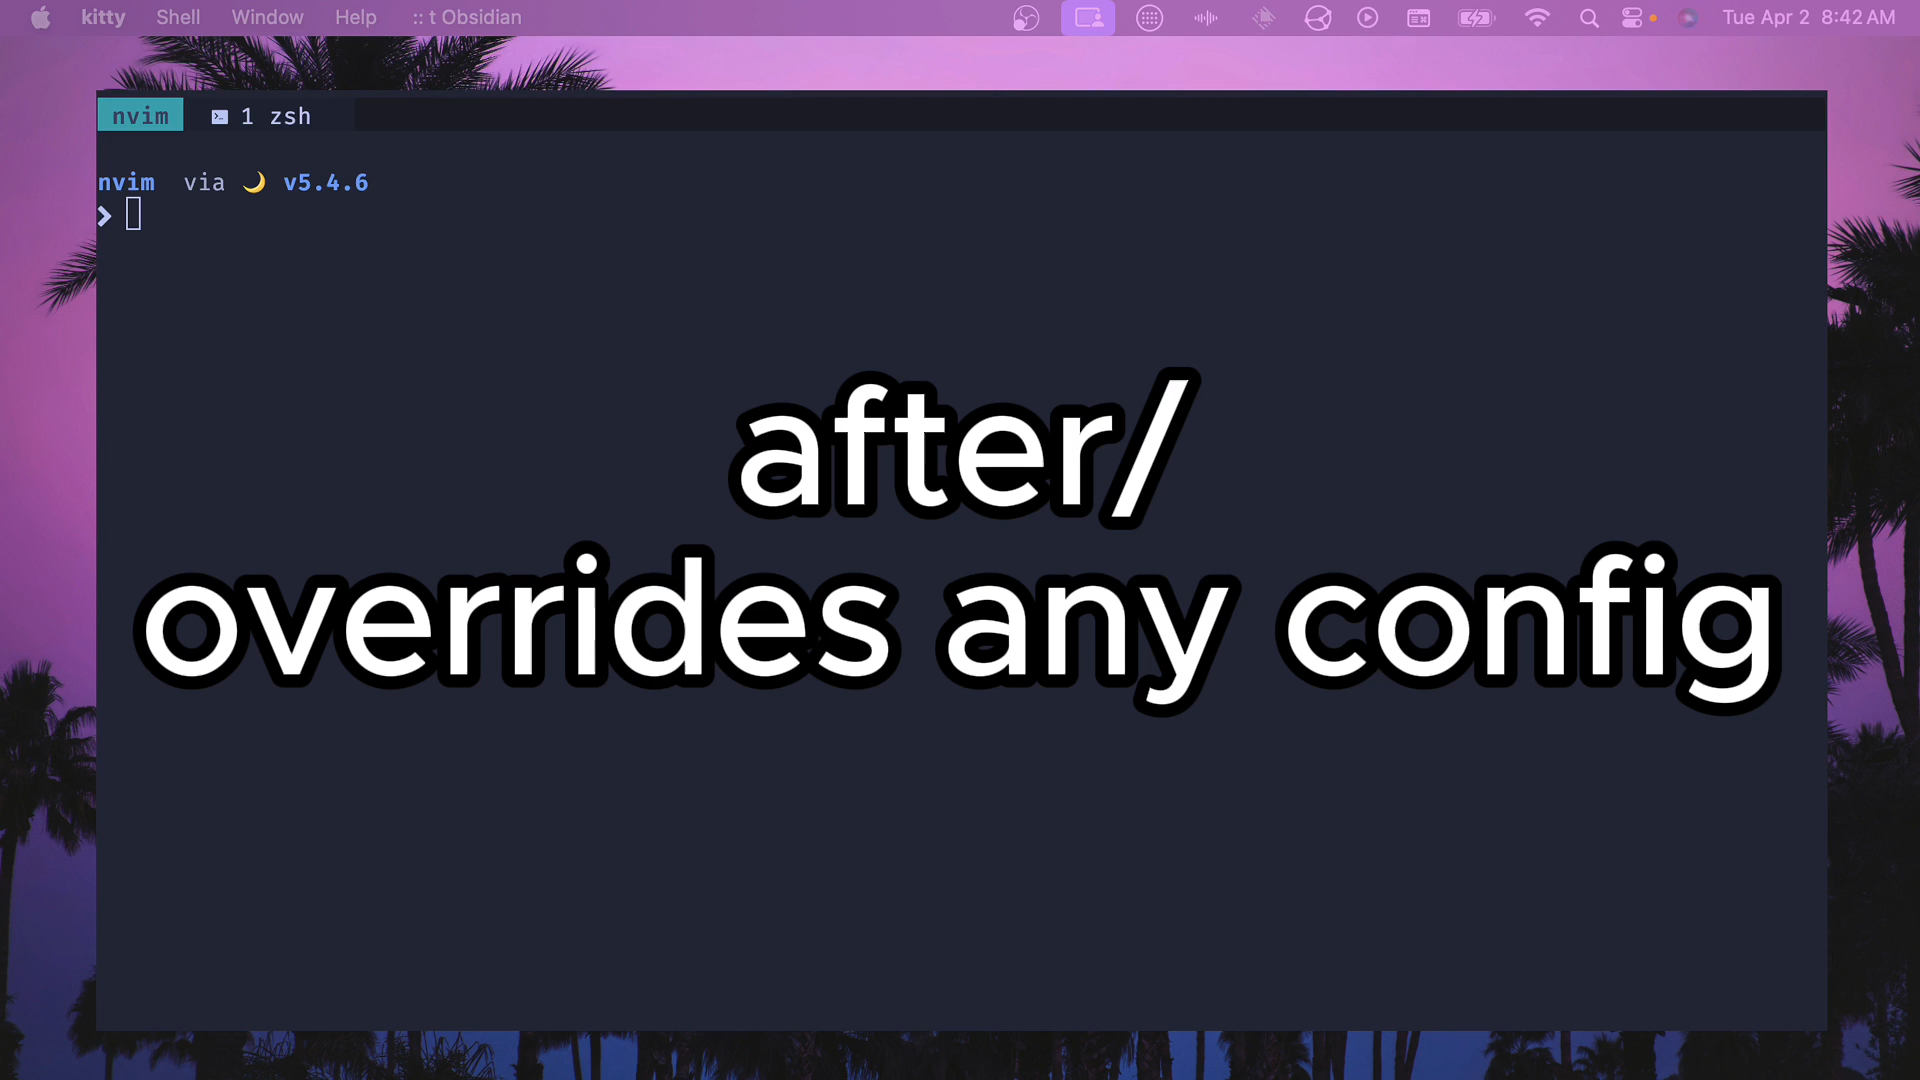 kitty Shell Window Help :: t Obsidian Tue Apr 2 8:42 AM
nvim 1 zsh
nvim via 🌙 v5.4.6
❯
after/
overrides any config